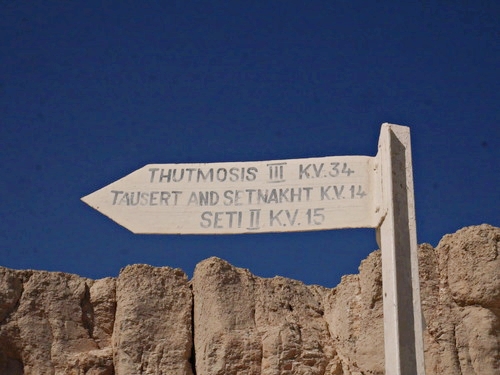 THUTMOSIS III K.V.34
TAUSERT AND SETNAKHT K.V.14
SETI II K.V.15